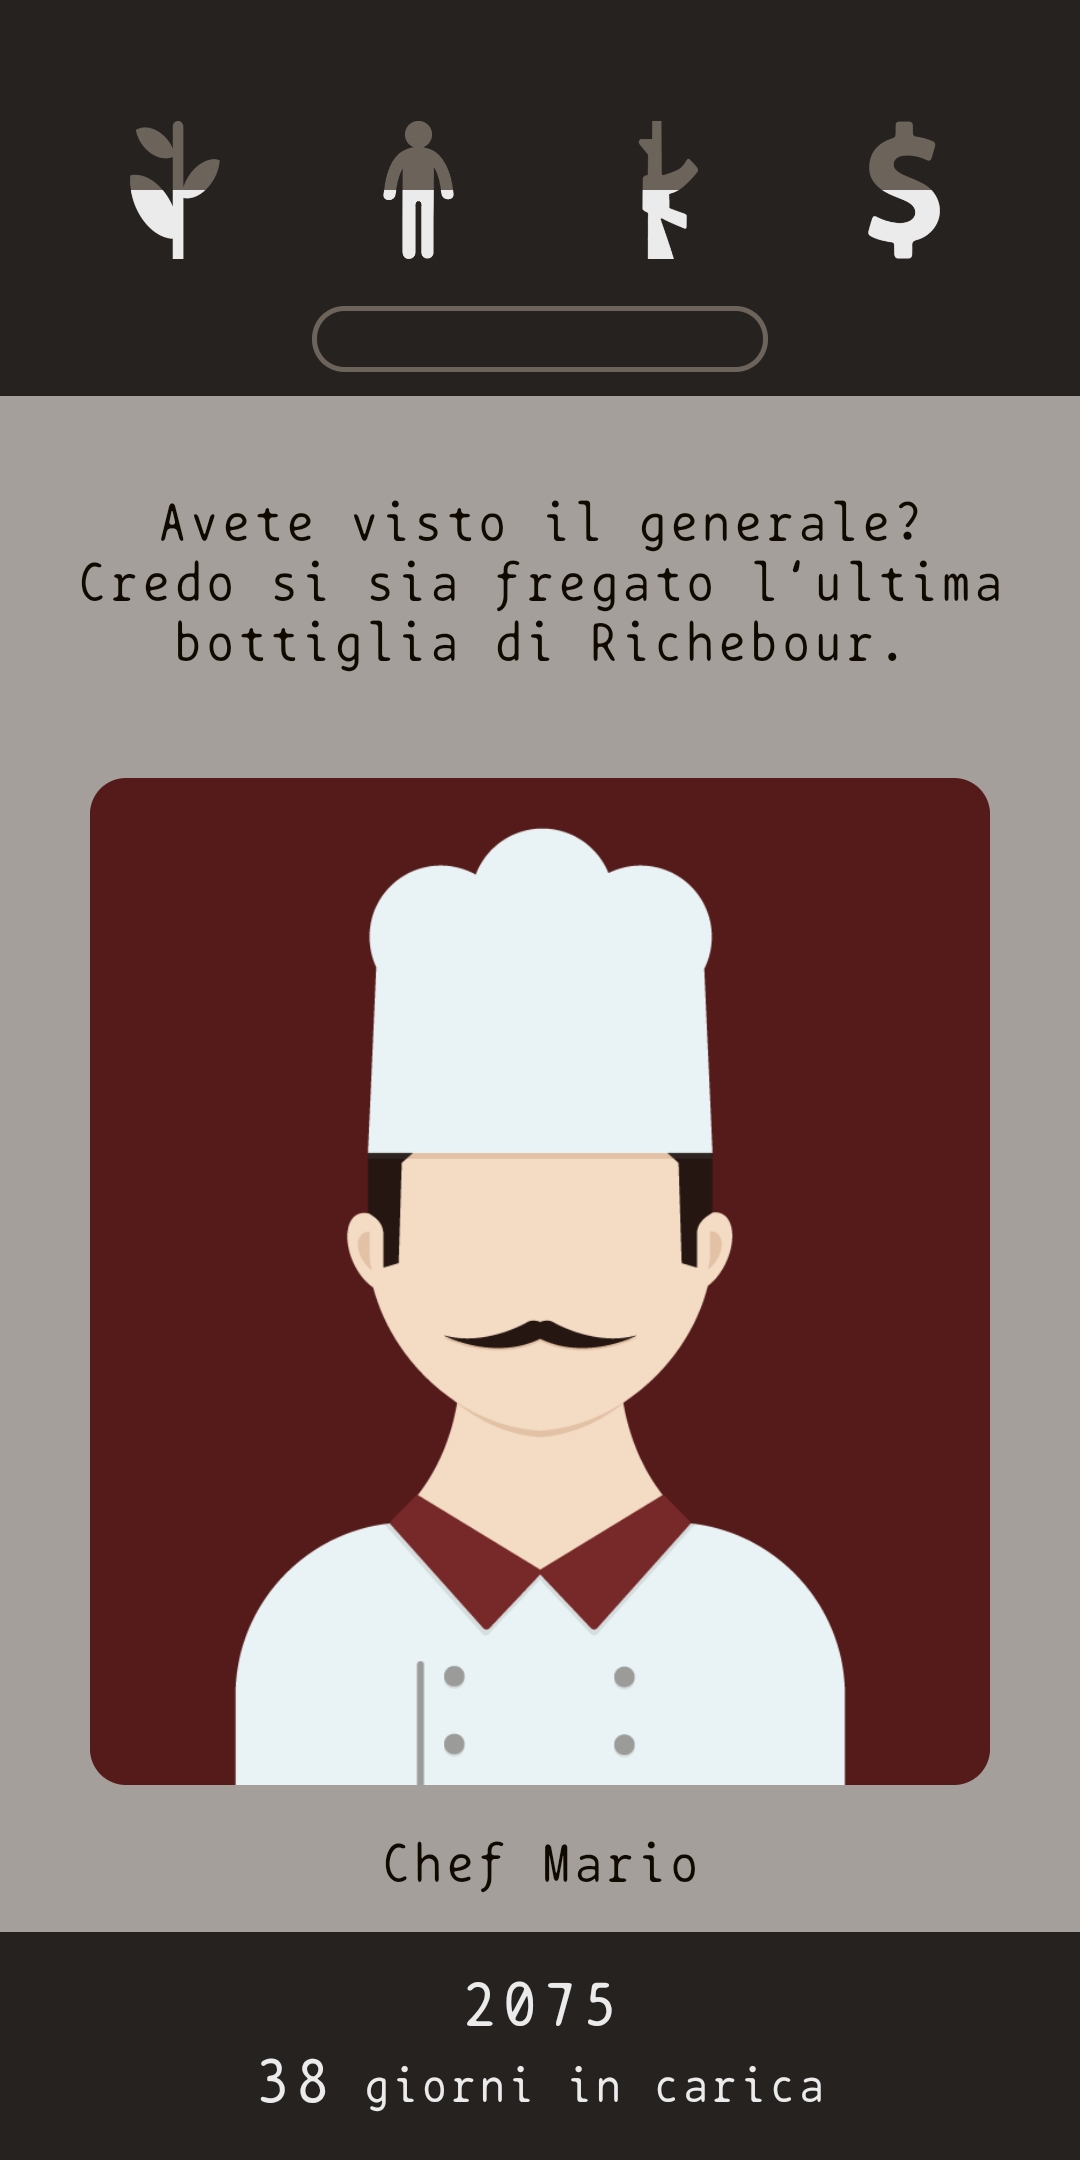 Avete visto il generale?
Credo si sia fregato l‘ultima
bottiglia di Richebour.
Chef Mario
2075
38 giorni in carica